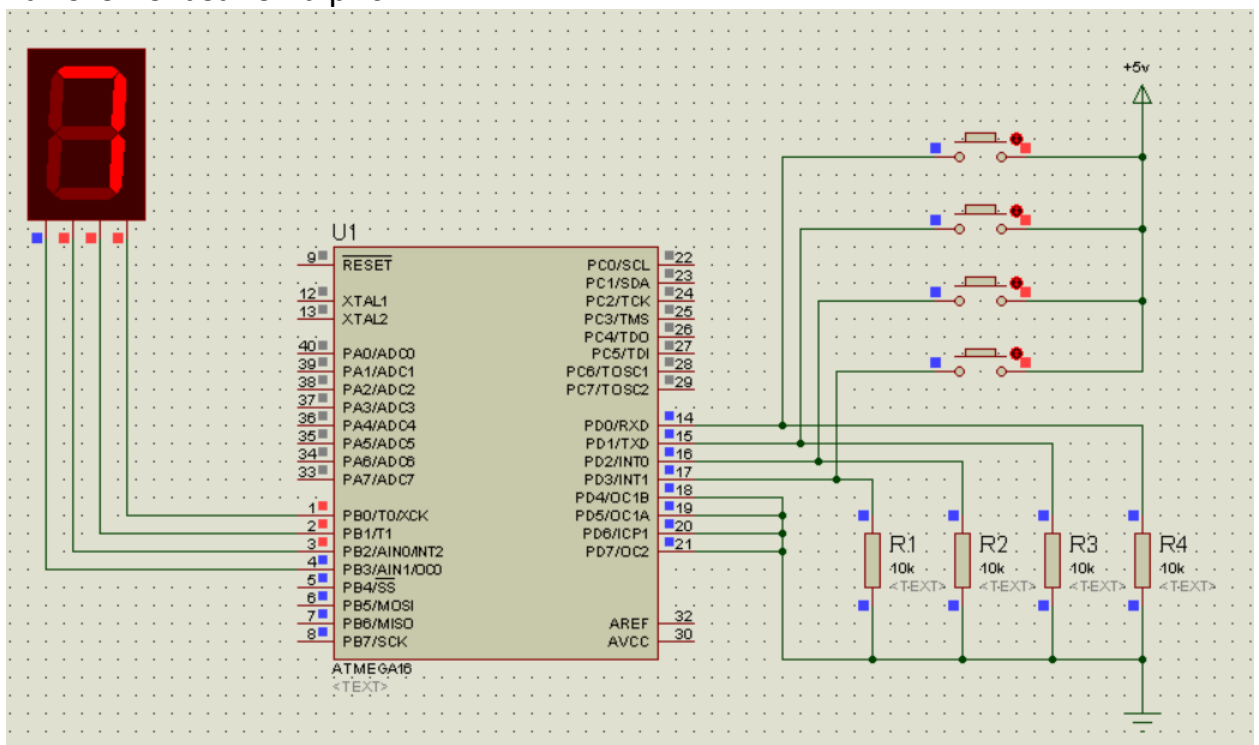 +5v
U1
9 RESET
12 XTAL1
13 XTAL2
40 PA0/ADC0
39 PA1/ADC1
38 PA2/ADC2
37 PA3/ADC3
36 PA4/ADC4
35 PA5/ADC5
34 PA6/ADC6
33 PA7/ADC7
1 PB0/T0/XCK
2 PB1/T1
3 PB2/AIN0/INT2
4 PB3/AIN1/OC0
5 PB4/SS
6 PB5/MOSI
7 PB6/MISO
8 PB7/SCK
PC0/SCL 22
PC1/SDA 23
PC2/TCK 24
PC3/TMS 25
PC4/TDO 26
PC5/TDI 27
PC6/TOSC1 28
PC7/TOSC2 29
PD0/RXD 14
PD1/TXD 15
PD2/INT0 16
PD3/INT1 17
PD4/OC1B 18
PD5/OC1A 19
PD6/ICP1 20
PD7/OC2 21
AREF 32
AVCC 30
ATMEGA16
<TEXT>
R1
10k
<TEXT>
R2
10k
<TEXT>
R3
10k
<TEXT>
R4
10k
<TEXT>
7